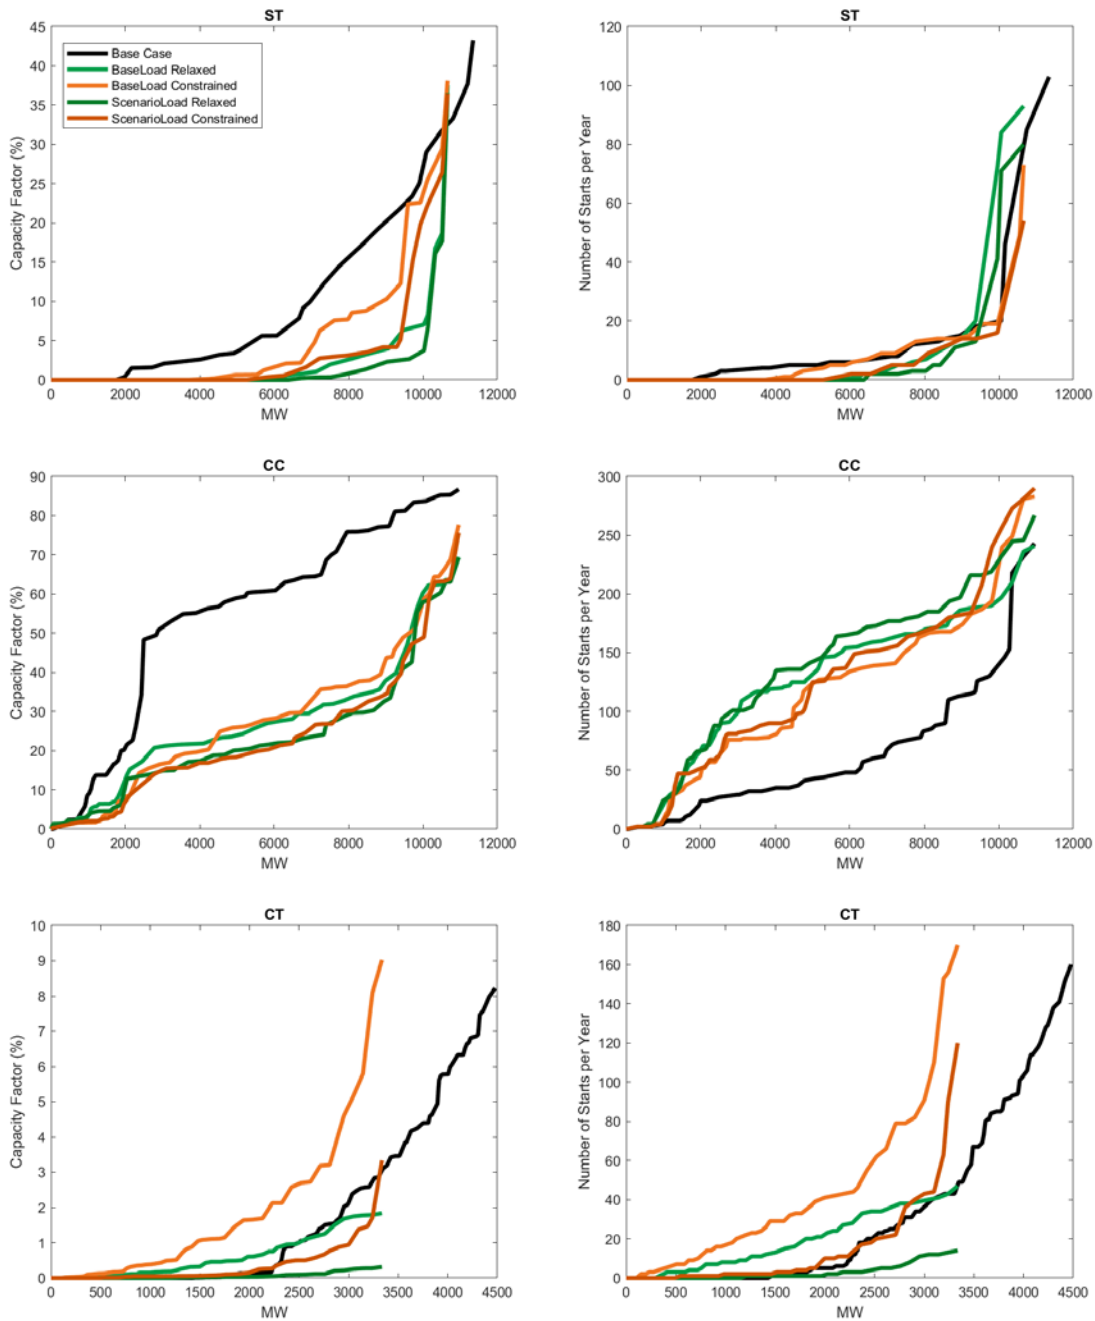 ST
Capacity Factor (%)
45
40
35
30
25
20
15
10
5
0
Base Case
BaseLoad Relaxed
BaseLoad Constrained
ScenarioLoad Relaxed
ScenarioLoad Constrained
0 2000 4000 6000 8000 10000 12000
MW
ST
Number of Starts per Year
120
100
80
60
40
20
0
0 2000 4000 6000 8000 10000 12000
MW
CC
Capacity Factor (%)
90
80
70
60
50
40
30
20
10
0
0 2000 4000 6000 8000 10000 12000
MW
CC
Number of Starts per Year
300
250
200
150
100
50
0
0 2000 4000 6000 8000 10000 12000
MW
CT
Capacity Factor (%)
10
9
8
7
6
5
4
3
2
1
0
0 500 1000 1500 2000 2500 3000 3500 4000 4500
MW
CT
Number of Starts per Year
180
160
140
120
100
80
60
40
20
0
0 500 1000 1500 2000 2500 3000 3500 4000 4500
MW